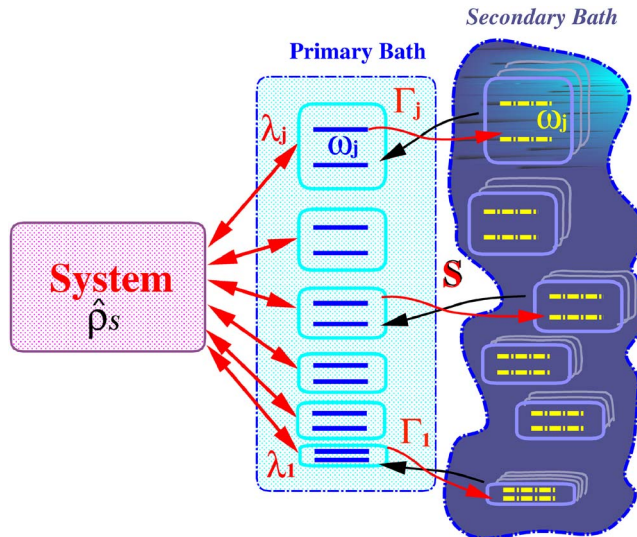 Secondary Bath
Primary Bath
Γj
λj
ωj
ωj
System
ρ̂s
S
Γ1
λ1